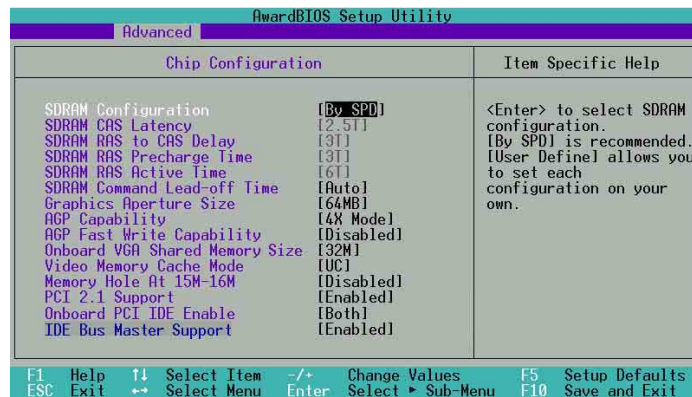 AwardBIOS Setup Utility
Advanced
Chip Configuration
Item Specific Help
SDRAM Configuration [By SPD]
SDRAM CAS Latency [2.5T]
SDRAM RAS to CAS Delay [3T]
SDRAM RAS Precharge Time [3T]
SDRAM RAS Active Time [6T]
SDRAM Command Lead-off Time [Auto]
Graphics Aperture Size [64MB]
AGP Capability [4X Mode]
AGP Fast Write Capability [Disabled]
Onboard VGA Shared Memory Size [32M]
Video Memory Cache Mode [UC]
Memory Hole At 15M-16M [Disabled]
PCI 2.1 Support [Enabled]
Onboard PCI IDE Enable [Both]
IDE Bus Master Support [Enabled]
<Enter> to select SDRAM
configuration.
[By SPD] is recommended.
[User Define] allows you
to set each
configuration on your
own.
F1 Help ↑↓ Select Item -/+ Change Values F5 Setup Defaults
ESC Exit ↔ Select Menu Enter Select ► Sub-Menu F10 Save and Exit